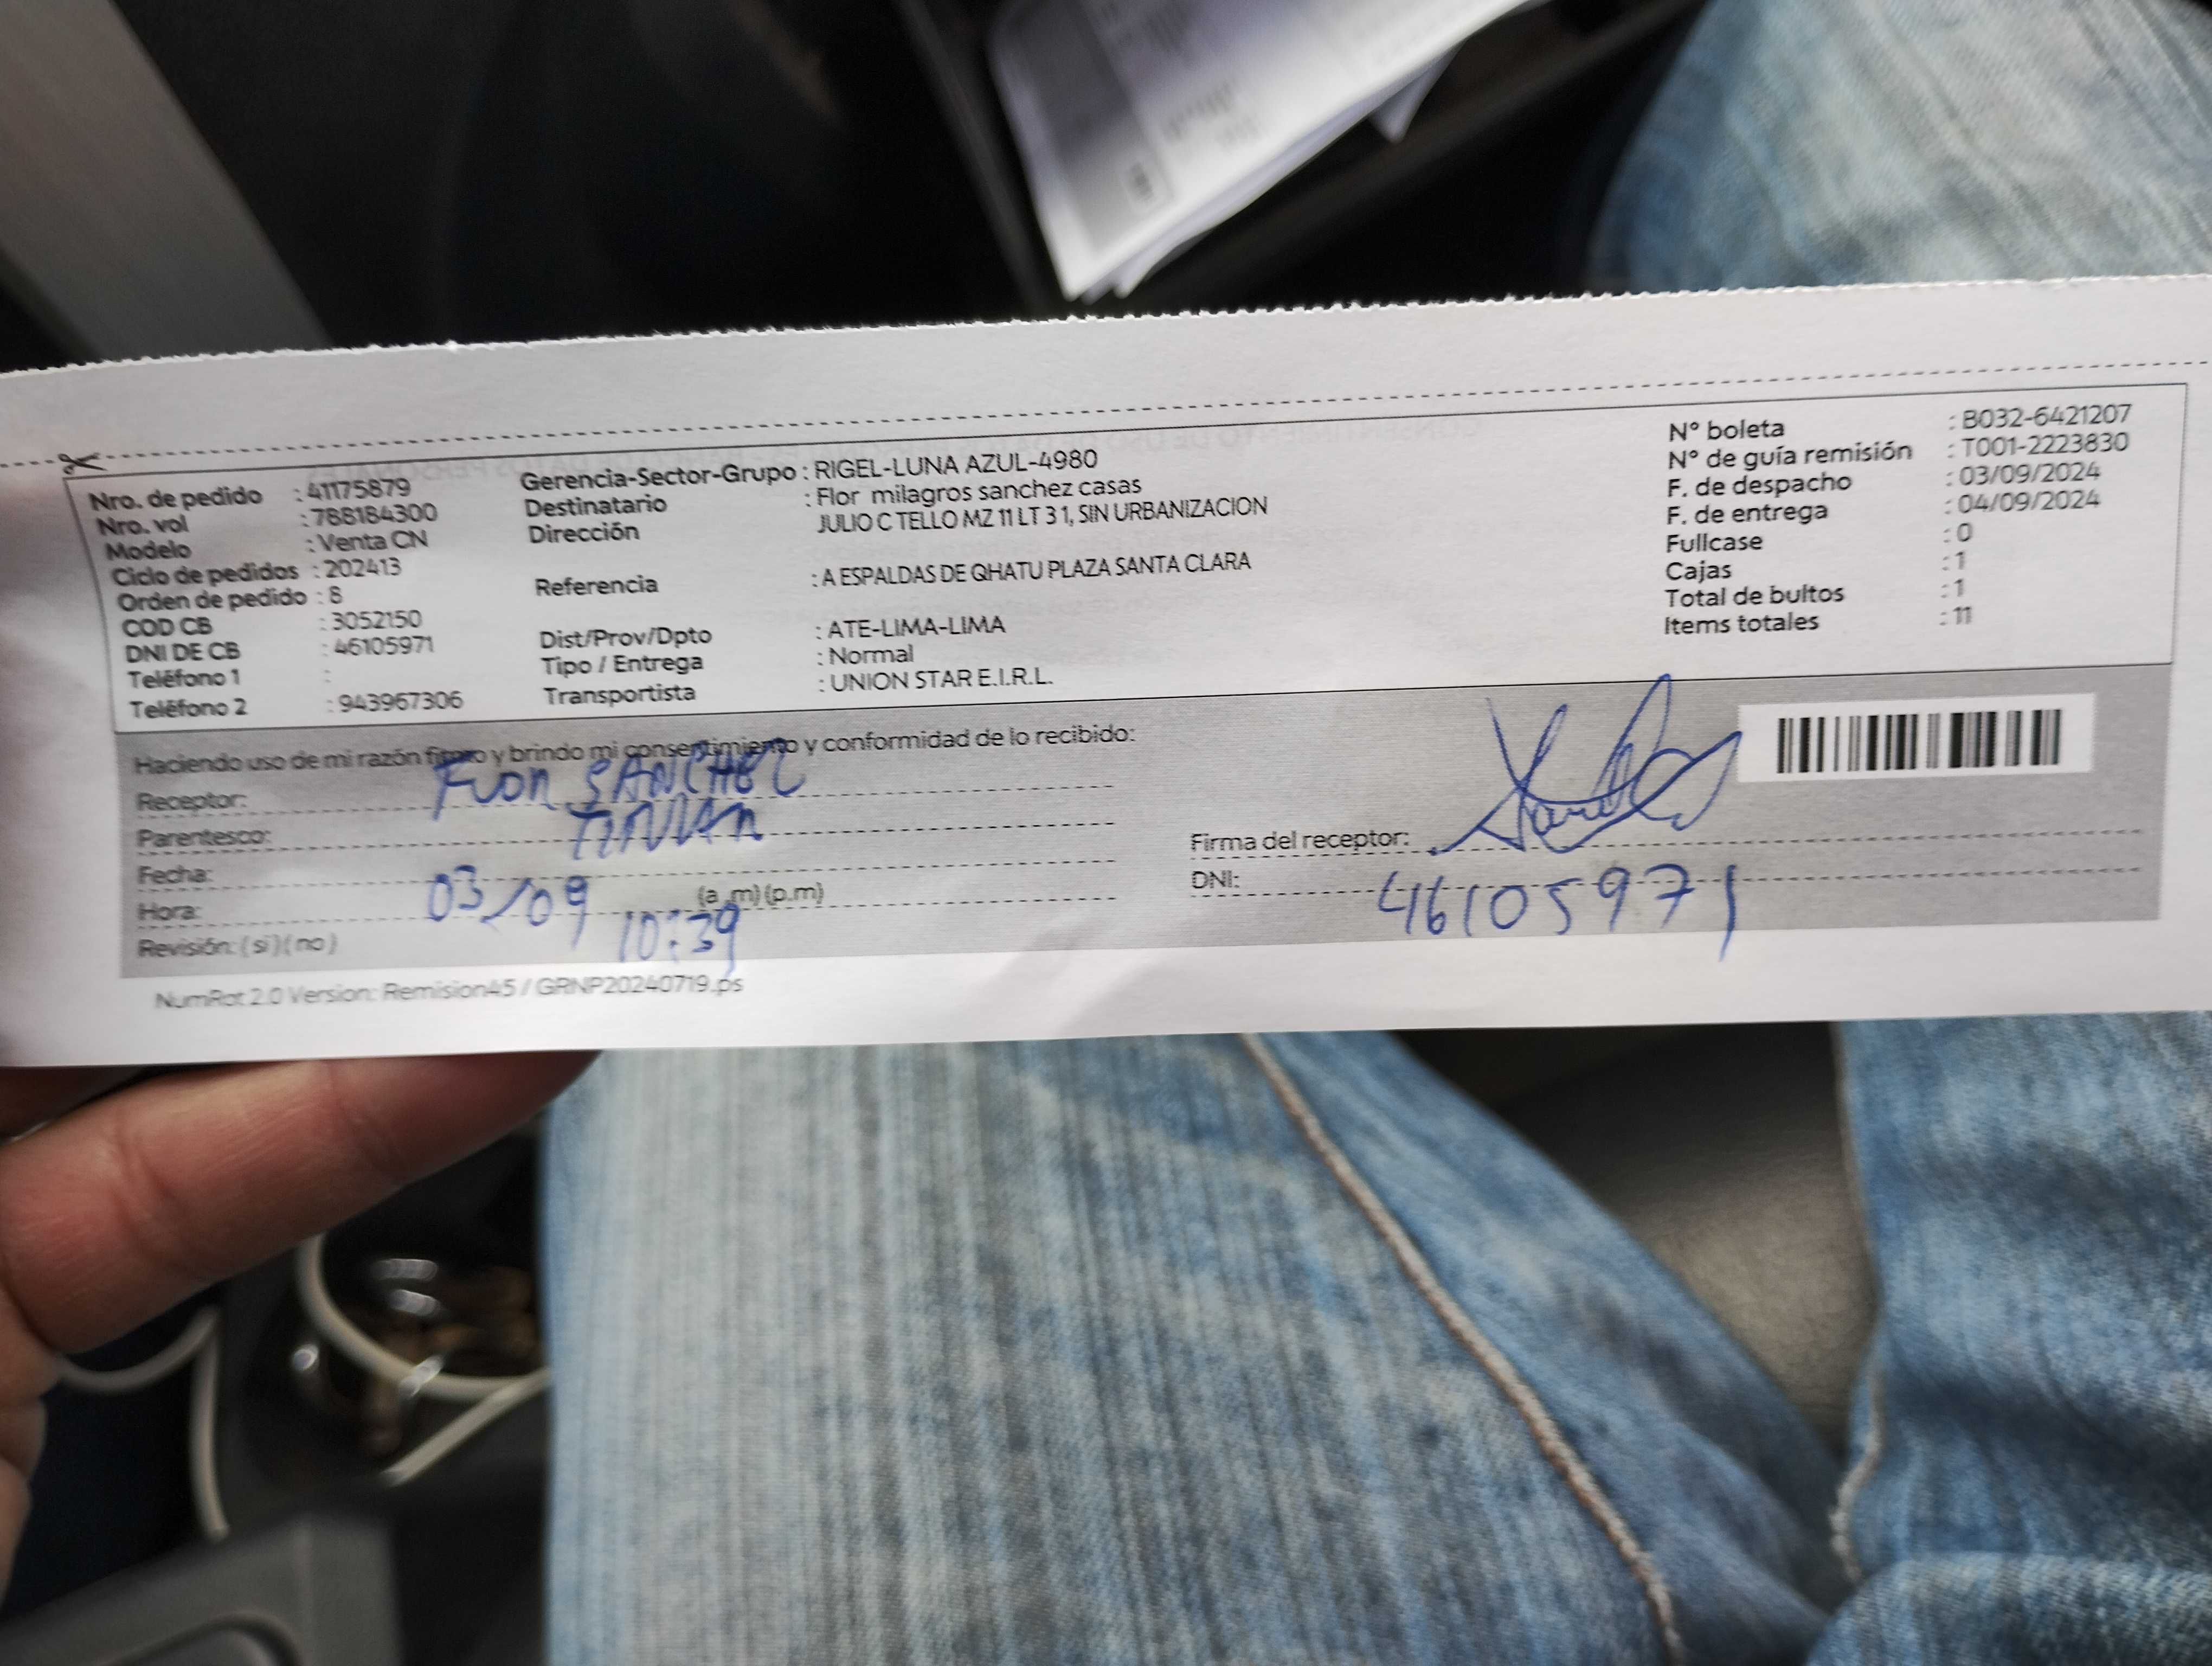 Nro. de pedido : 41175879
Nro. vol : 788184300
Modelo : Venta CN
Ciclo de pedidos : 202413
Orden de pedido : 8
COD CB : 3052150
DNI DE CB : 46105971
Teléfono 1 :
Teléfono 2 : 943967306
Gerencia-Sector-Grupo : RIGEL-LUNA AZUL-4980
Destinatario : Flor milagros sanchez casas
Dirección JULIO C TELLO MZ 11 LT 31, SIN URBANIZACION
Referencia : A ESPALDAS DE QHATU PLAZA SANTA CLARA
Dist/Prov/Dpto : ATE-LIMA-LIMA
Tipo / Entrega : Normal
Transportista : UNION STAR E.I.R.L.
N° boleta : B032-6421207
N° de guía remisión : T001-2223830
F. de despacho : 03/09/2024
F. de entrega : 04/09/2024
Fullcase : 0
Cajas : 1
Total de bultos : 1
Items totales : 11
Haciendo uso de mi razón firmo y brindo mi consentimiento y conformidad de lo recibido:
Receptor: FLOR SANCHEZ
Parentesco:
Fecha: 03/09
Hora: 10:39 (a.m) (p.m)
Revisión: (si) (no)
Firma del receptor:
DNI: 46105971
NumRot 2.0 Version: Remision45 / GRNP20240719.ps